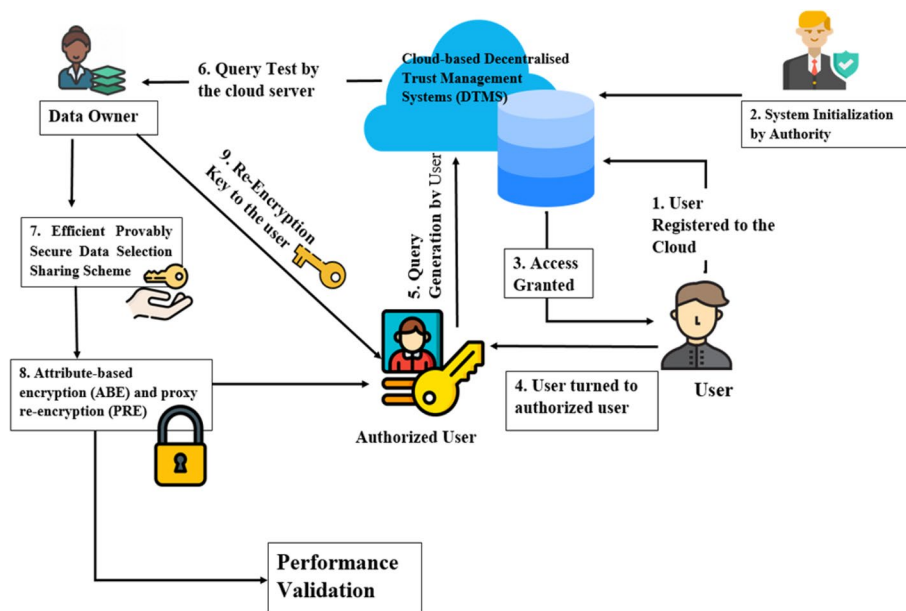 Cloud-based Decentralised
Trust Management
Systems (DTMS)
6. Query Test by
the cloud server
Data Owner
2. System Initialization
by Authority
1. User
Registered to the
Cloud
9. Re-Encryption
Key to the user
5. Query
Generation by User
7. Efficient Provably
Secure Data Selection
Sharing Scheme
3. Access
Granted
8. Attribute-based
encryption (ABE) and proxy
re-encryption (PRE)
4. User turned to
authorized user
User
Authorized User
Performance
Validation